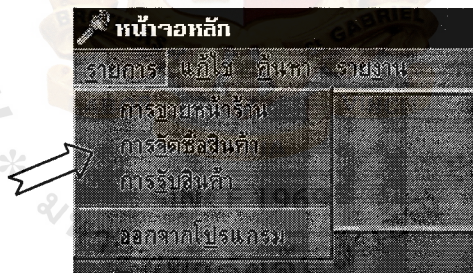 หน้าจอหลัก
รายการ แก้ไข ค้นหา รายงาน
การขายหน้าร้าน
การจัดซื้อสินค้า
การรับสินค้า
ออกจากโปรแกรม